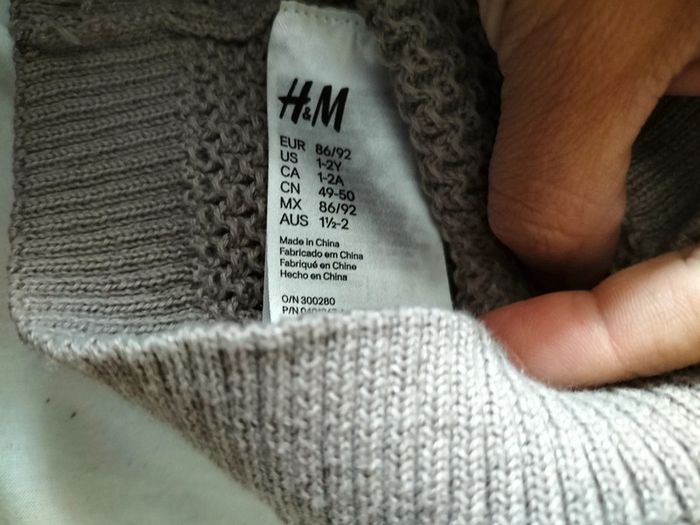 H&M
EUR 86/92
US 1-2Y
CA 1-2A
CN 49-50
MX 86/92
AUS 1½-2
Made in China
Fabricado em China
Fabriqué en Chine
Hecho en China
O/N 300280
P/N